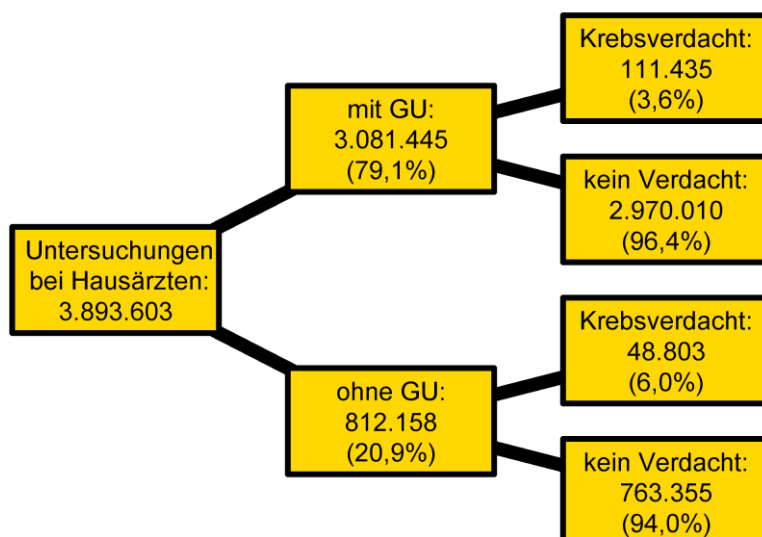 Untersuchungen
bei Hausärzten:
3.893.603
mit GU:
3.081.445
(79,1%)
Krebsverdacht:
111.435
(3,6%)
kein Verdacht:
2.970.010
(96,4%)
ohne GU:
812.158
(20,9%)
Krebsverdacht:
48.803
(6,0%)
kein Verdacht:
763.355
(94,0%)